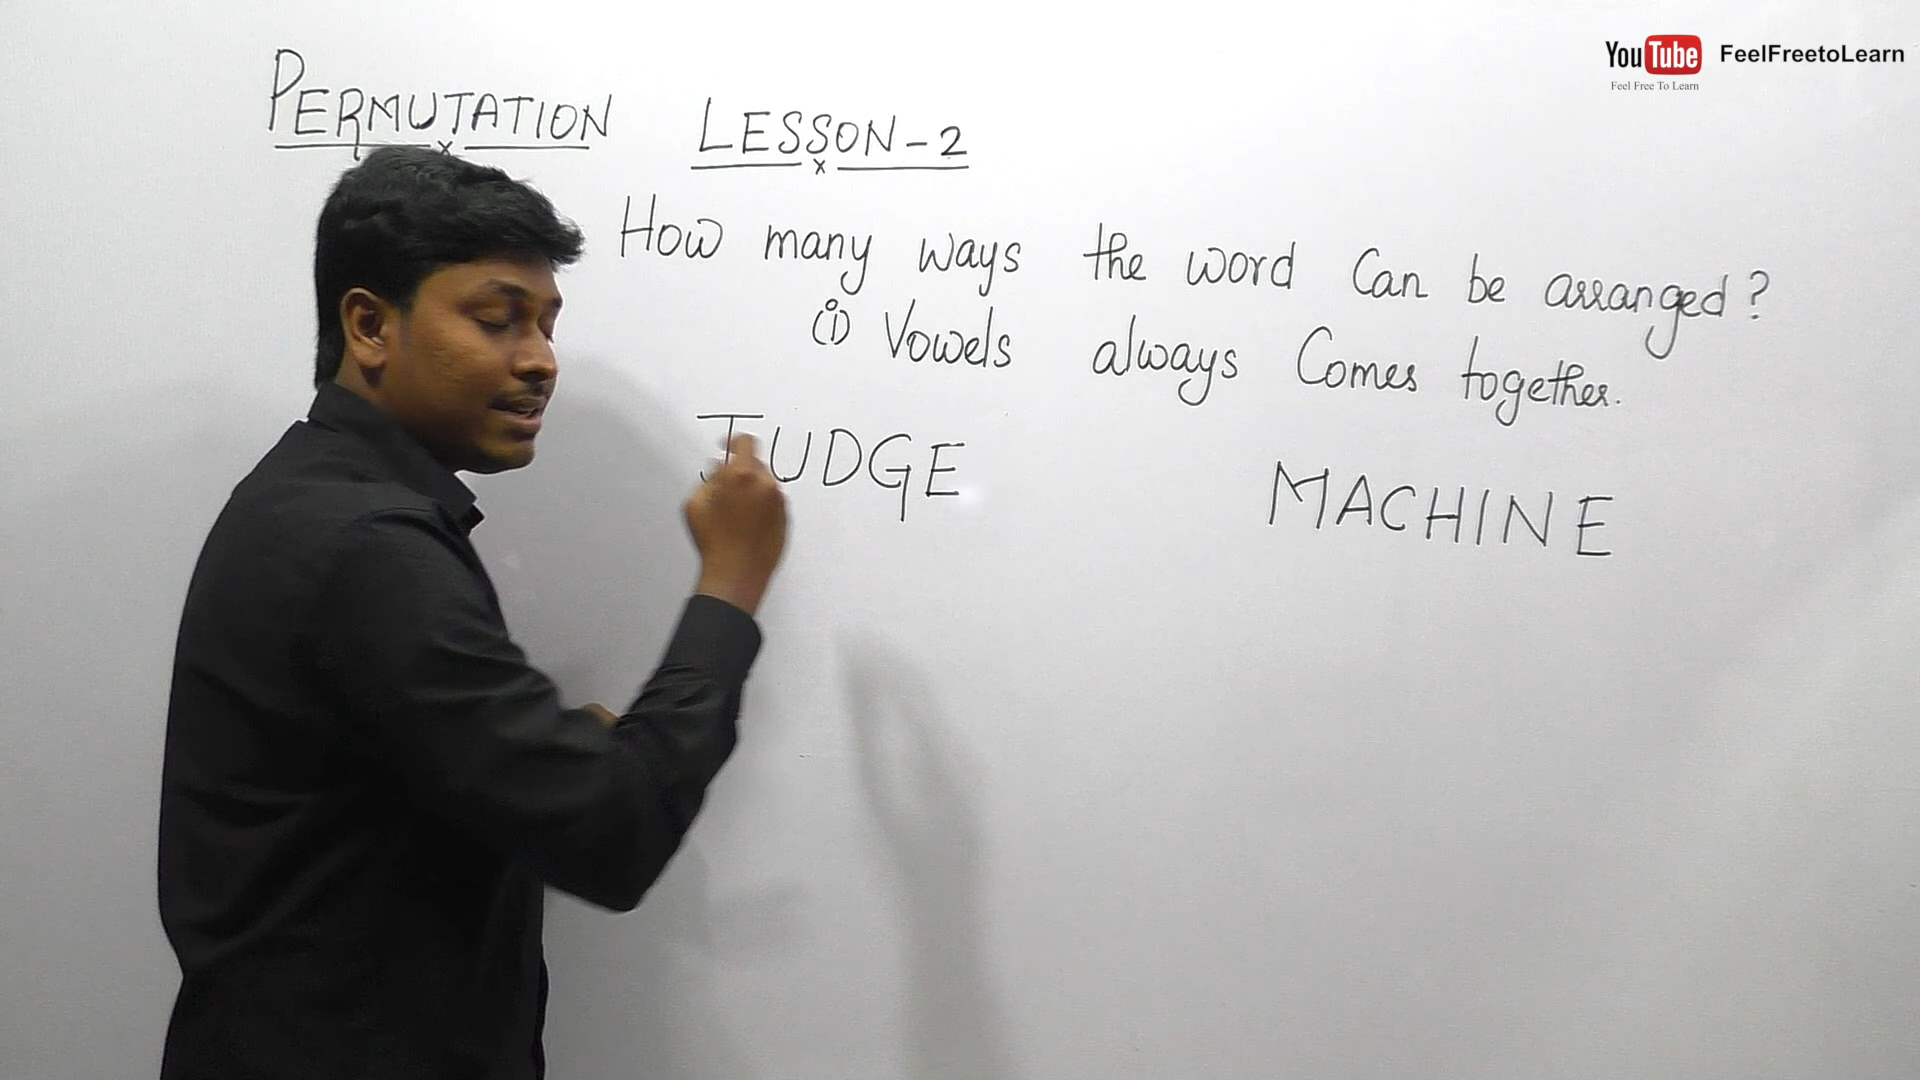 YouTube FeelFreetoLearn
Feel Free To Learn
PERMUTATION LESSON-2
How many ways the word Can be arranged?
(i) Vowels always Comes together.
JUDGE MACHINE